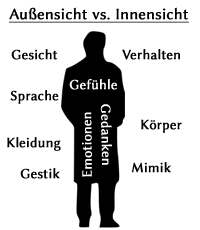 Außensicht vs. Innensicht
Gesicht
Verhalten
Gefühle
Sprache
Emotionen
Gedanken
Körper
Kleidung
Mimik
Gestik